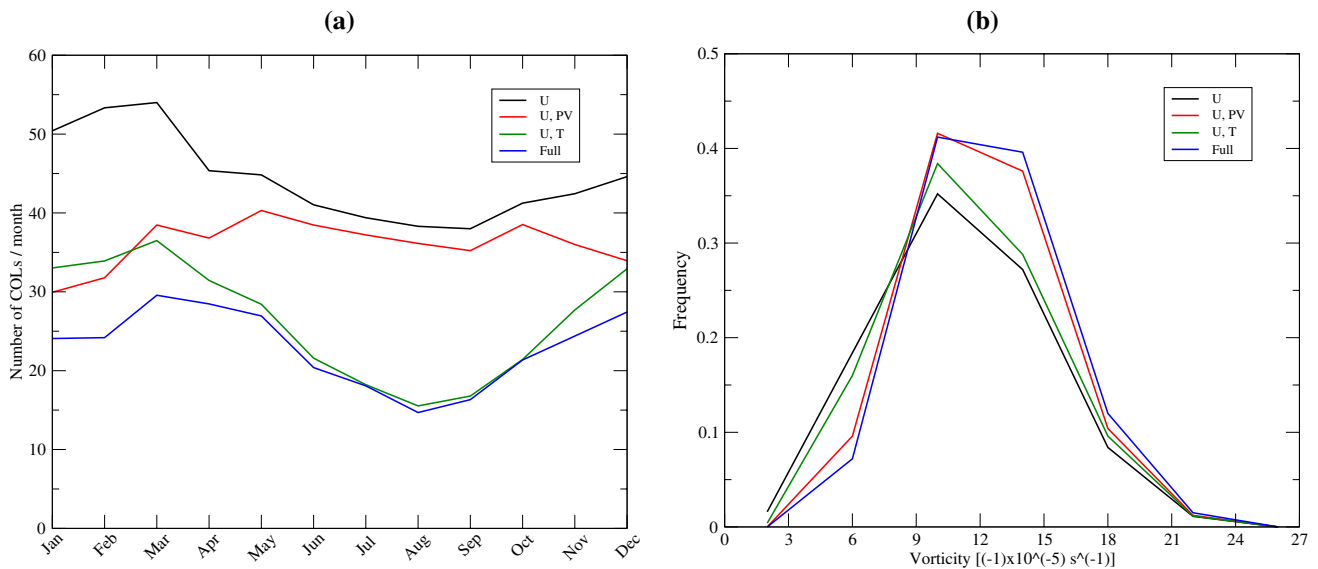 (a)
60
50
40
30
20
10
0
Number of COLs / month
U
U, PV
U, T
Full
Jan
Feb
Mar
Apr
May
Jun
Jul
Aug
Sep
Oct
Nov
Dec
(b)
0.5
0.4
0.3
0.2
0.1
0
Frequency
U
U, PV
U, T
Full
0
3
6
9
12
15
18
21
24
27
Vorticity [(-1)x10^(-5) s^(-1)]